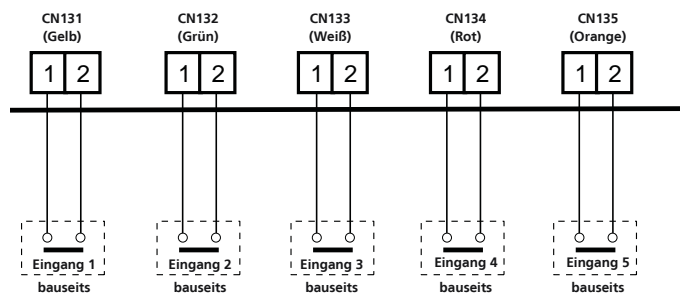 CN131 CN132 CN133 CN134 CN135
(Gelb) (Grün) (Weiß) (Rot) (Orange)
1 2 1 2 1 2 1 2 1 2
Eingang 1 Eingang 2 Eingang 3 Eingang 4 Eingang 5
bauseits bauseits bauseits bauseits bauseits